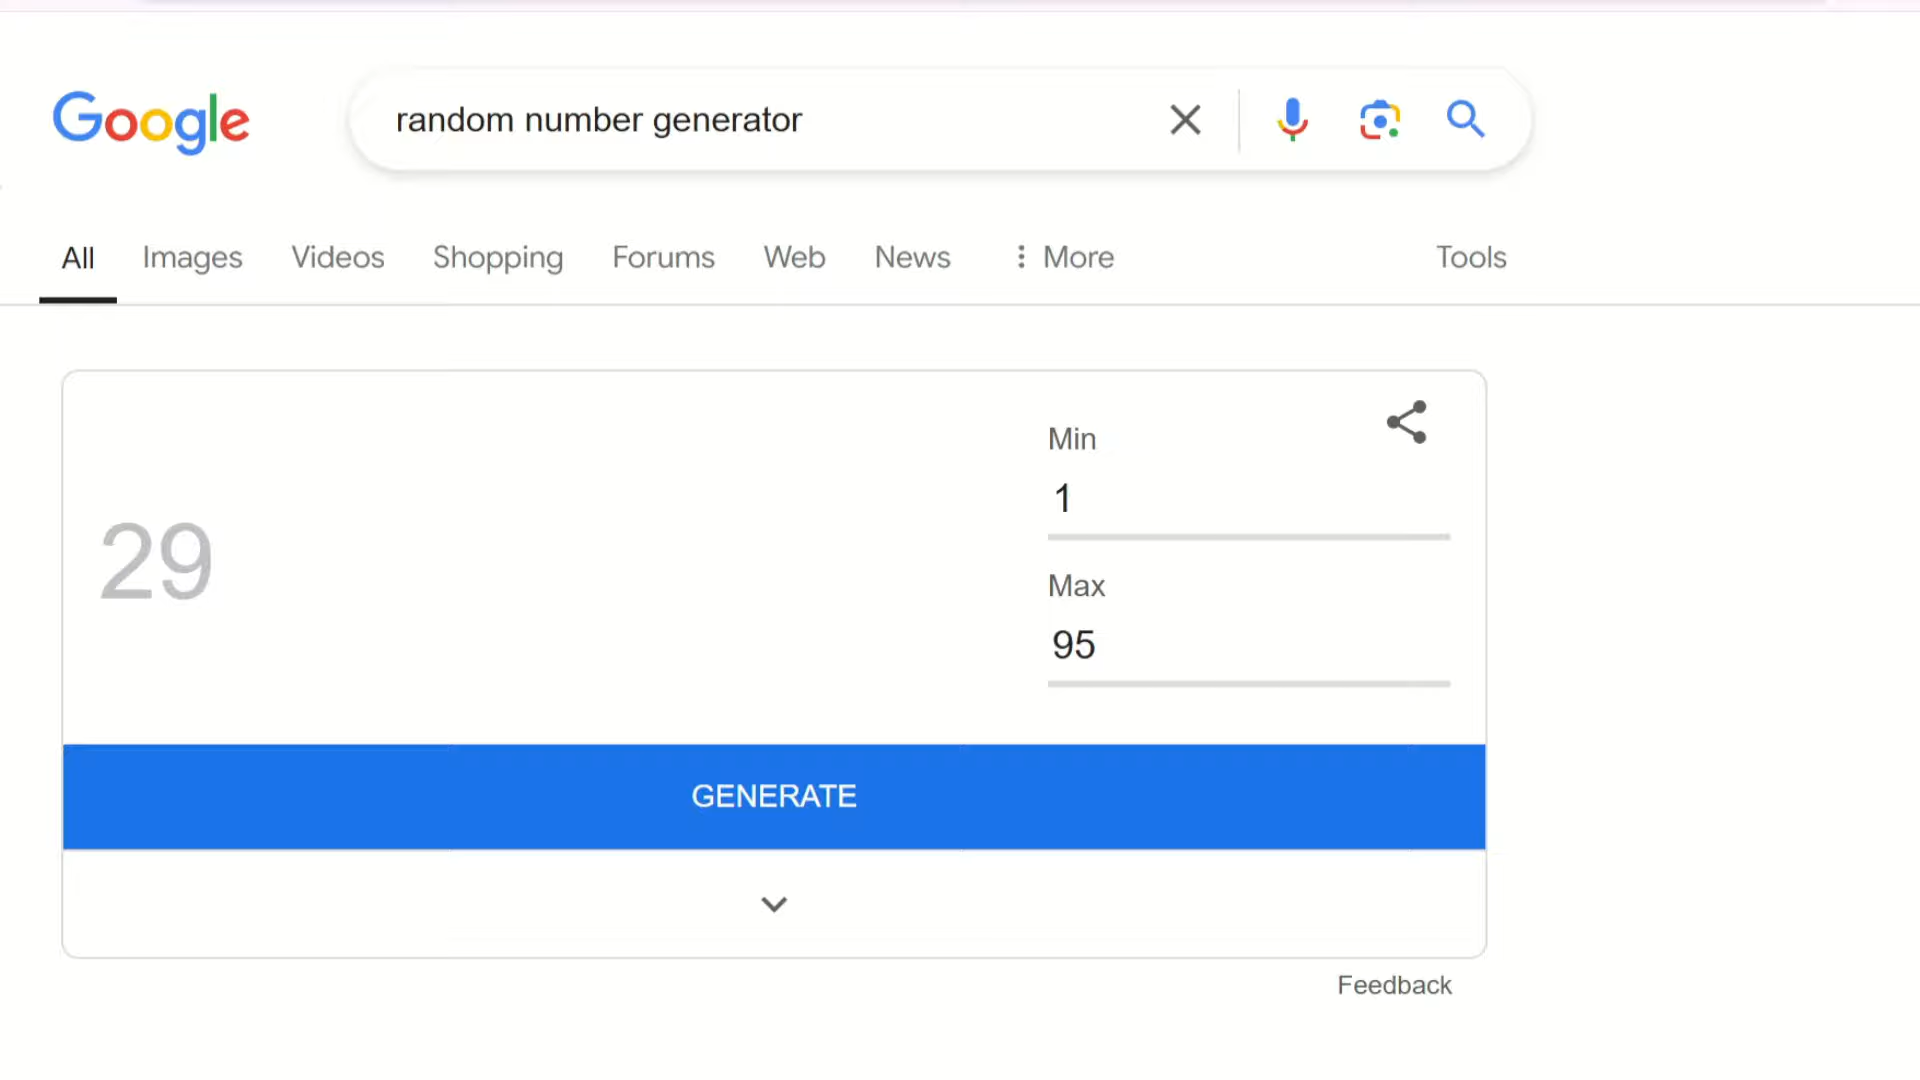 Google
random number generator
All Images Videos Shopping Forums Web News More Tools
Min
1
29
Max
95
GENERATE
Feedback